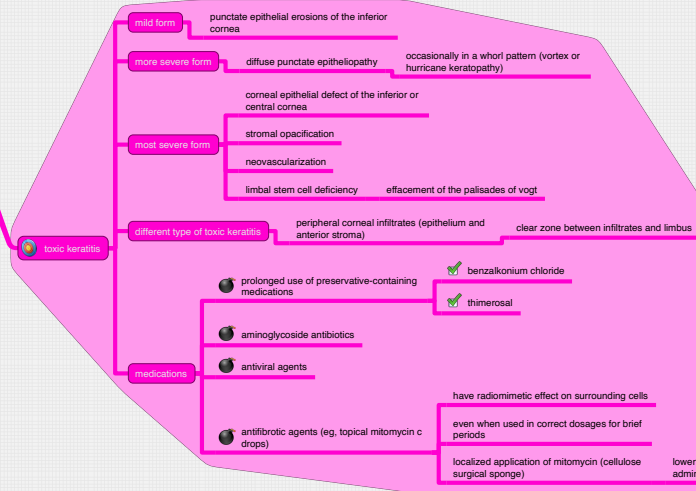 toxic keratitis
mild form
punctate epithelial erosions of the inferior
cornea
more severe form
diffuse punctate epitheliopathy
occasionally in a whorl pattern (vortex or
hurricane keratopathy)
most severe form
corneal epithelial defect of the inferior or
central cornea
stromal opacification
neovascularization
limbal stem cell deficiency
effacement of the palisades of vogt
different type of toxic keratitis
peripheral corneal infiltrates (epithelium and
anterior stroma)
clear zone between infiltrates and limbus
medications
prolonged use of preservative-containing
medications
benzalkonium chloride
thimerosal
aminoglycoside antibiotics
antiviral agents
antifibrotic agents (eg, topical mitomycin c
drops)
have radiomimetic effect on surrounding cells
even when used in correct dosages for brief
periods
localized application of mitomycin (cellulose
surgical sponge)
lower